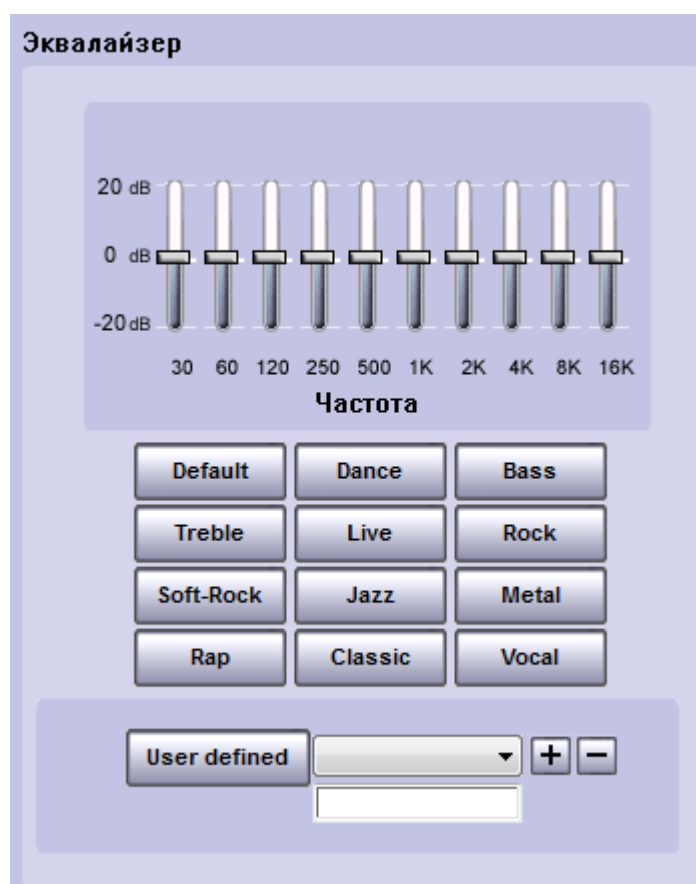 Эквалайзер
20 dB
0 dB
-20 dB
30 60 120 250 500 1K 2K 4K 8K 16K
Частота
Default Dance Bass
Treble Live Rock
Soft-Rock Jazz Metal
Rap Classic Vocal
User defined + −